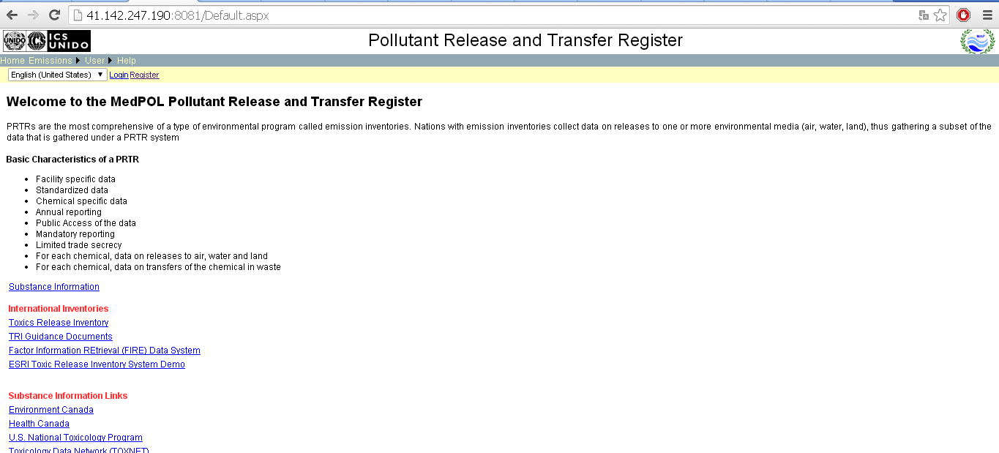 41.142.247.190:8081/Default.aspx
UNIDO ICS UNIDO
Pollutant Release and Transfer Register
MAP
Home Emissions User Help
English (United States) Login Register
Welcome to the MedPOL Pollutant Release and Transfer Register
PRTRs are the most comprehensive of a type of environmental program called emission inventories. Nations with emission inventories collect data on releases to one or more environmental media (air, water, land), thus gathering a subset of the
data that is gathered under a PRTR system
Basic Characteristics of a PRTR
• Facility specific data
• Standardized data
• Chemical specific data
• Annual reporting
• Public Access of the data
• Mandatory reporting
• Limited trade secrecy
• For each chemical, data on releases to air, water and land
• For each chemical, data on transfers of the chemical in waste
Substance Information
International Inventories
Toxics Release Inventory
TRI Guidance Documents
Factor Information REtrieval (FIRE) Data System
ESRI Toxic Release Inventory System Demo
Substance Information Links
Environment Canada
Health Canada
U.S. National Toxicology Program
Toxicology Data Network (TOXNET)